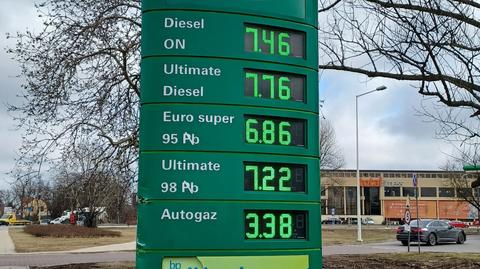 Diesel
ON
7.46
Ultimate
Diesel
7.76
Euro super
95 Pb
6.86
Ultimate
98 Pb
7.22
Autogaz
3.38
bp